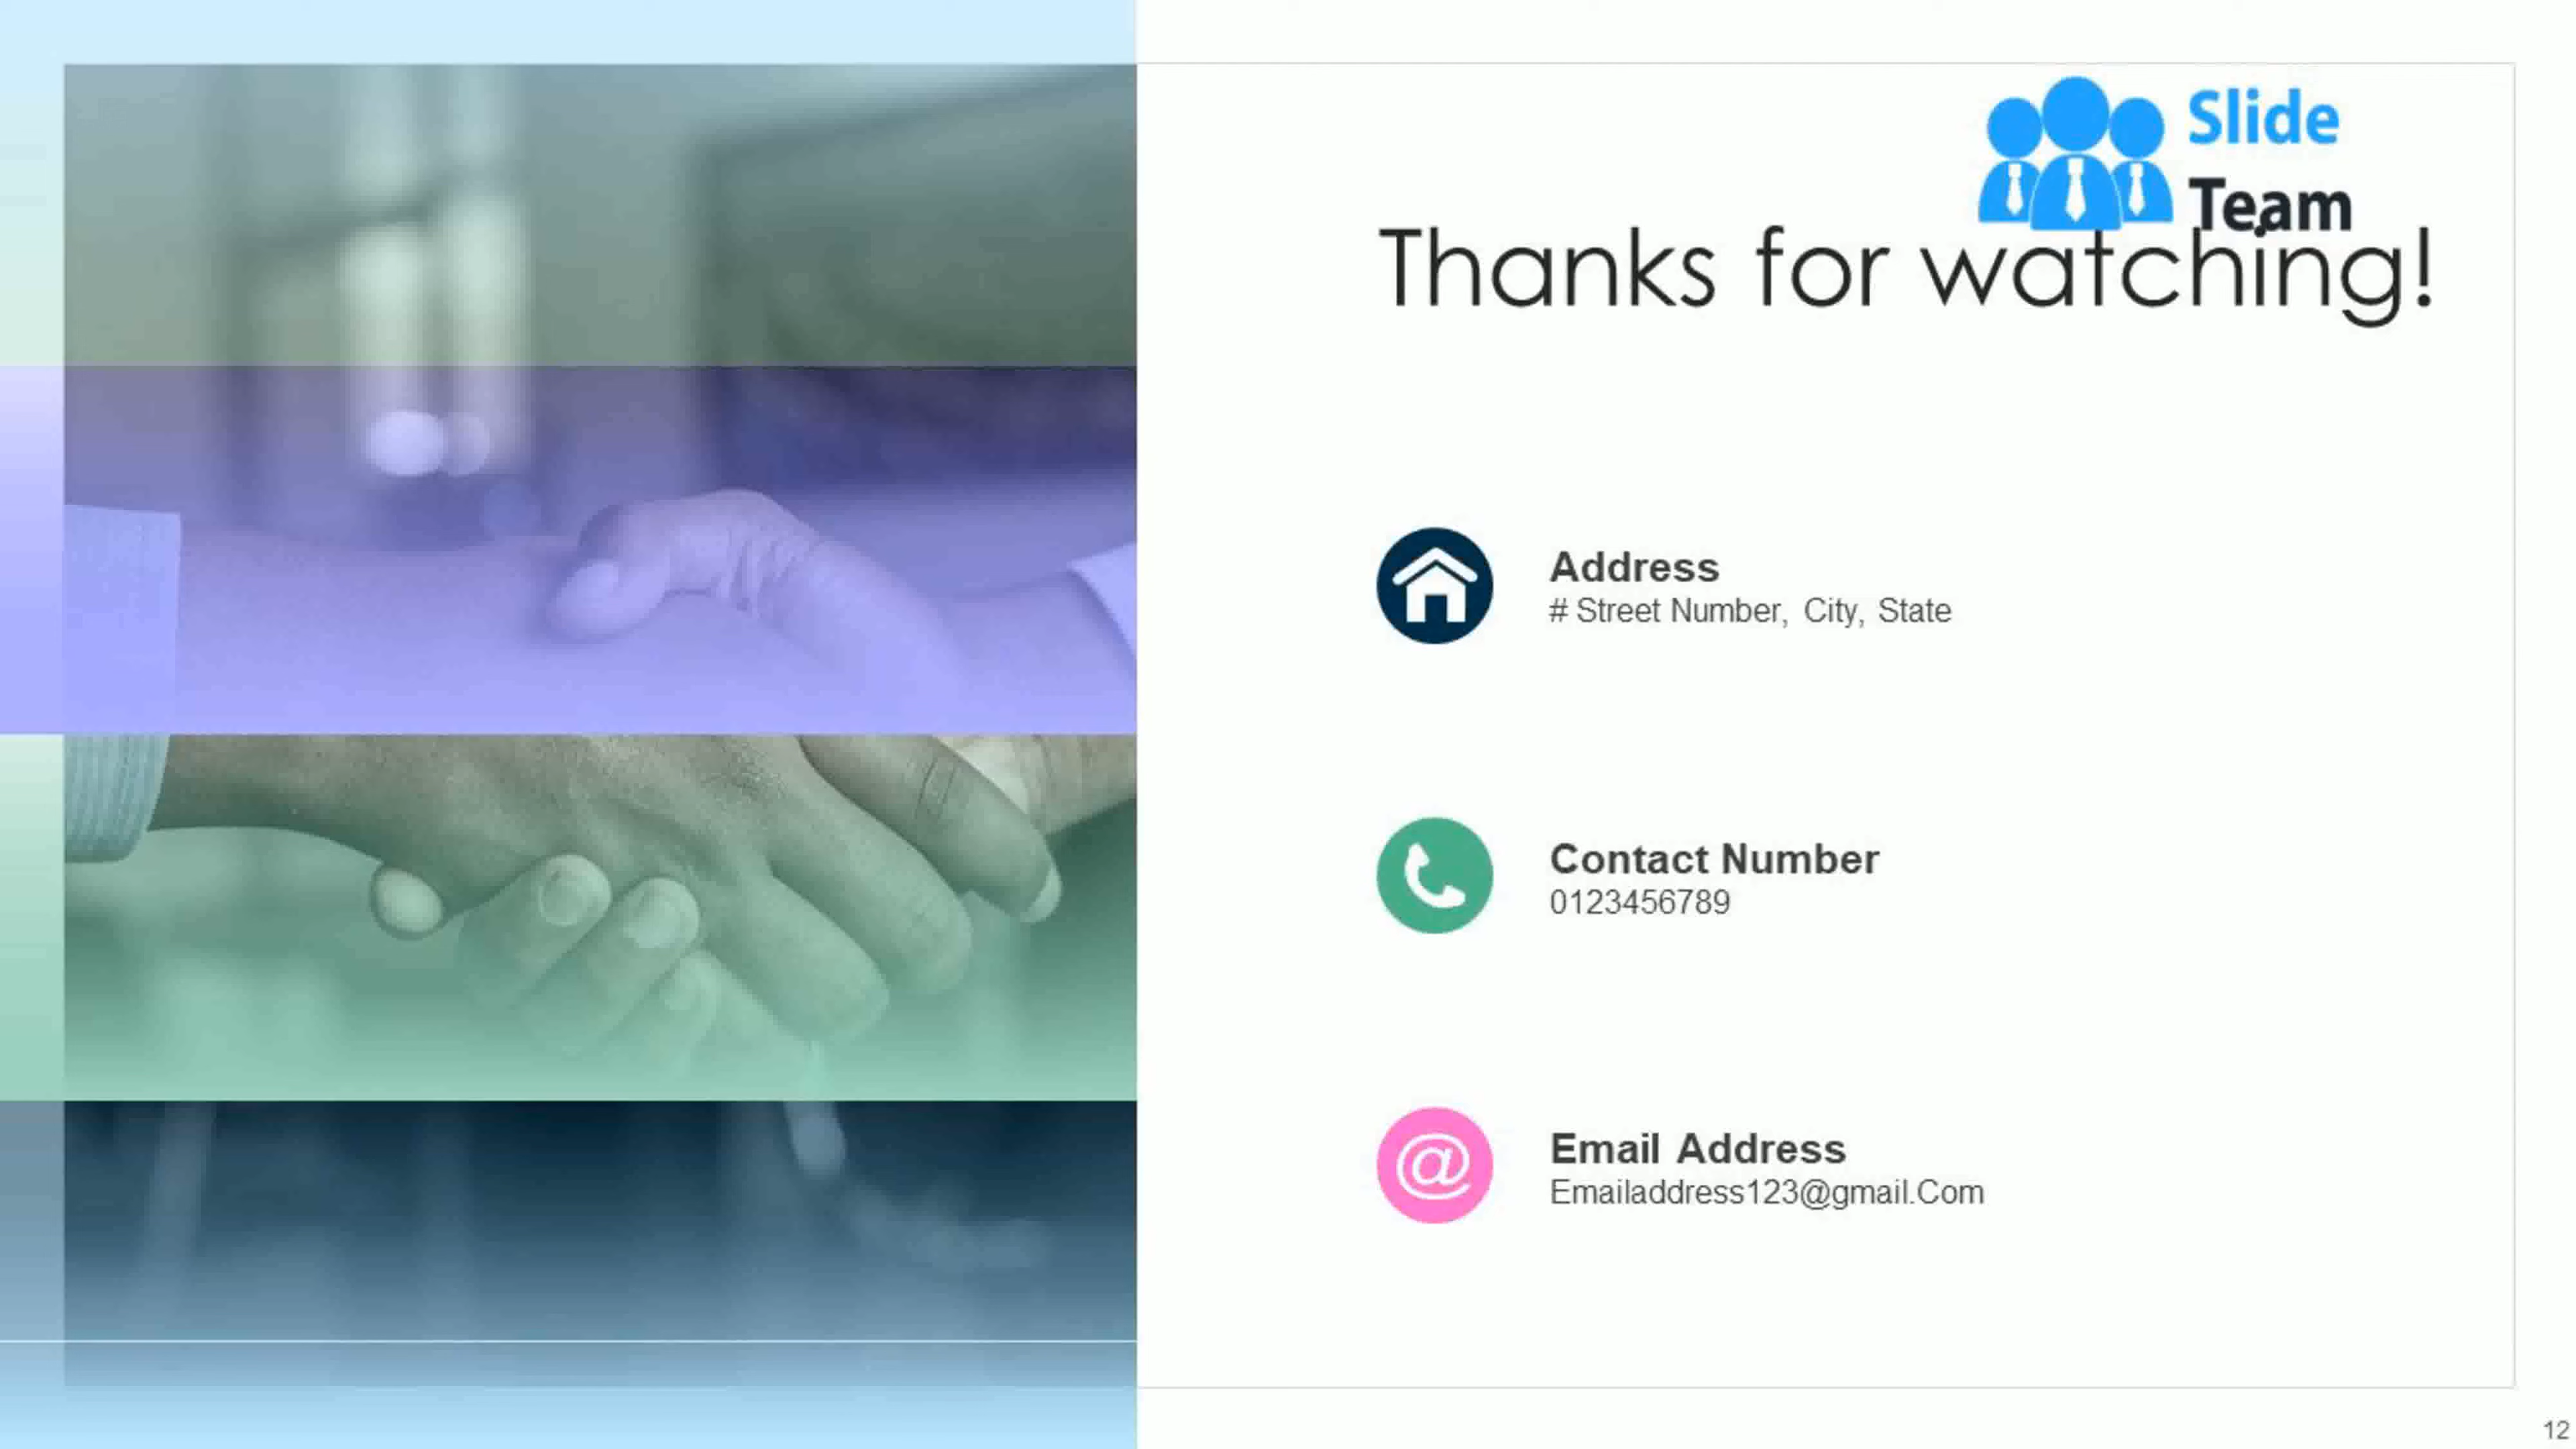 Slide
Team
Thanks for watching!
Address
# Street Number, City, State
Contact Number
0123456789
@
Email Address
Emailaddress123@gmail.Com
12